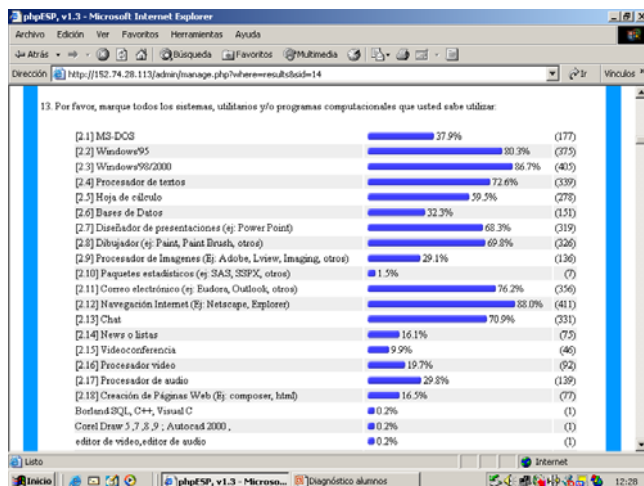 phpESP, v1.3 - Microsoft Internet Explorer
Archivo Edición Ver Favoritos Herramientas Ayuda
Atrás Búsqueda Favoritos Multimedia
Dirección http://152.74.28.113/admin/manage.php?where=results&sid=14 Ir Vínculos
13. Por favor, marque todos los sistemas, utilitarios y/o programas computacionales que usted sabe utilizar:
[2.1] MS-DOS 37.9% (177)
[2.2] Windows'95 80.3% (375)
[2.3] Windows'98/2000 86.7% (405)
[2.4] Procesador de textos 72.6% (339)
[2.5] Hoja de cálculo 59.5% (278)
[2.6] Bases de Datos 32.3% (151)
[2.7] Diseñador de presentaciones (ej: Power Point) 68.3% (319)
[2.8] Dibujador (ej: Paint, Paint Brush, otros) 69.8% (326)
[2.9] Procesador de Imagenes (Ej: Adobe, Lview, Imaging, otros) 29.1% (136)
[2.10] Paquetes estadísticos (ej: SAS, SSPX, otros) 1.5% (7)
[2.11] Correo electrónico (ej: Eudora, Outlook, otros) 76.2% (356)
[2.12] Navegación Internet (Ej: Netscape, Explorer) 88.0% (411)
[2.13] Chat 70.9% (331)
[2.14] News o listas 16.1% (75)
[2.15] Videoconferencia 9.9% (46)
[2.16] Procesador video 19.7% (92)
[2.17] Procesador de audio 29.8% (139)
[2.18] Creación de Páginas Web (Ej: composer, html) 16.5% (77)
Borland SQL, C++, Visual C 0.2% (1)
Corel Draw 5 ,7 ,8 ,9 ; Autocad 2000 , 0.2% (1)
editor de video,editor de audio 0.2% (1)
Listo Internet
Inicio phpESP, v1.3 - Microso... Diagnóstico alumnos 12:28